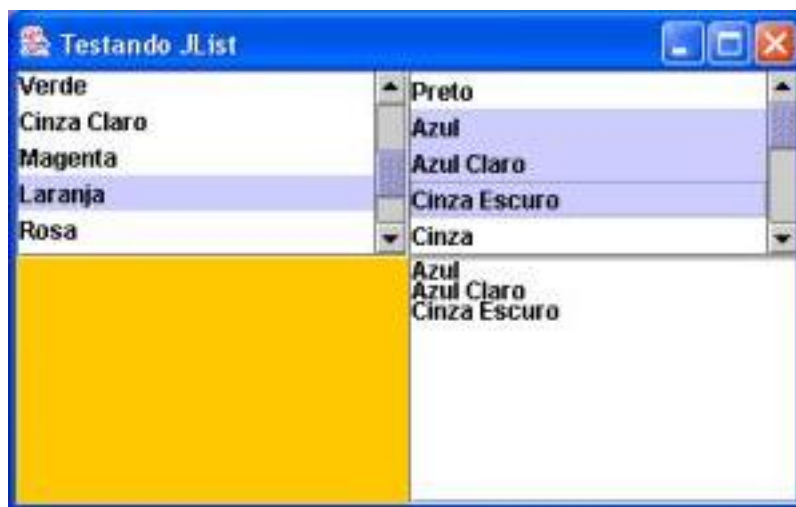 Testando JList
Verde
Cinza Claro
Magenta
Laranja
Rosa
Preto
Azul
Azul Claro
Cinza Escuro
Cinza
Azul
Azul Claro
Cinza Escuro